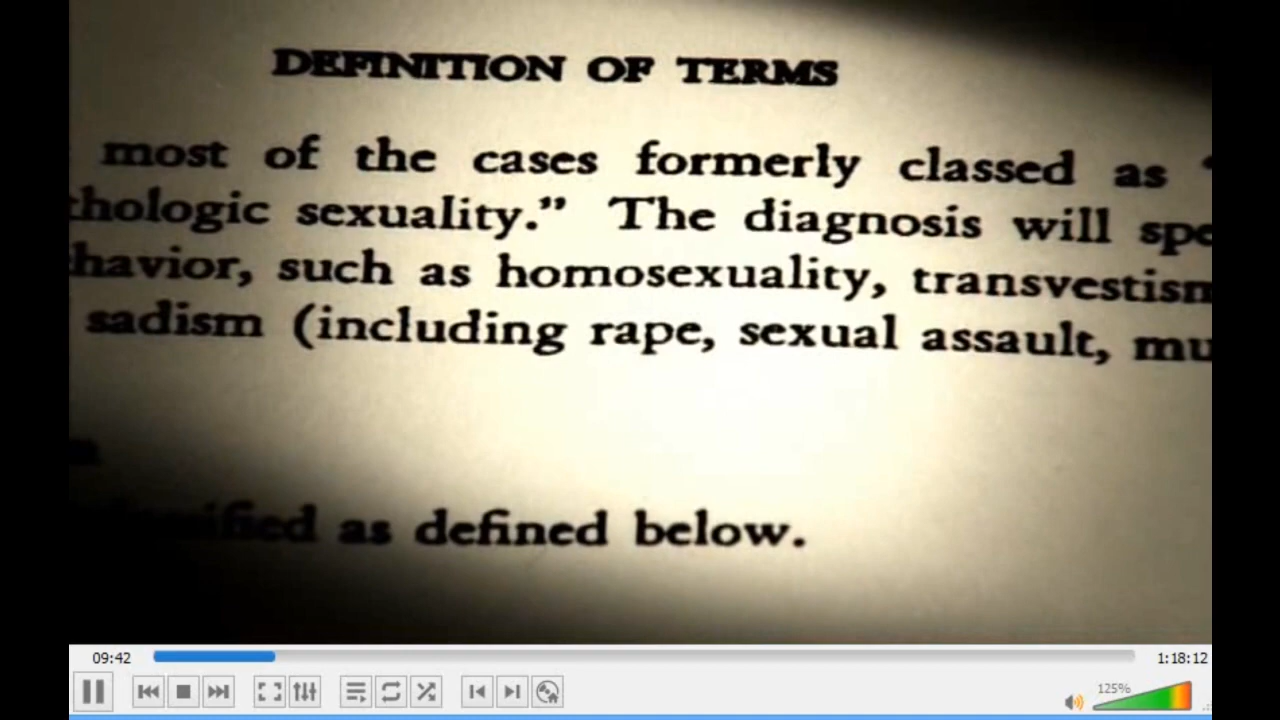 DEFINITION OF TERMS
most of the cases formerly classed as "
thologic sexuality." The diagnosis will spe
havior, such as homosexuality, transvestism
sadism (including rape, sexual assault, mu
as defined below.
09:42
1:18:12
125%